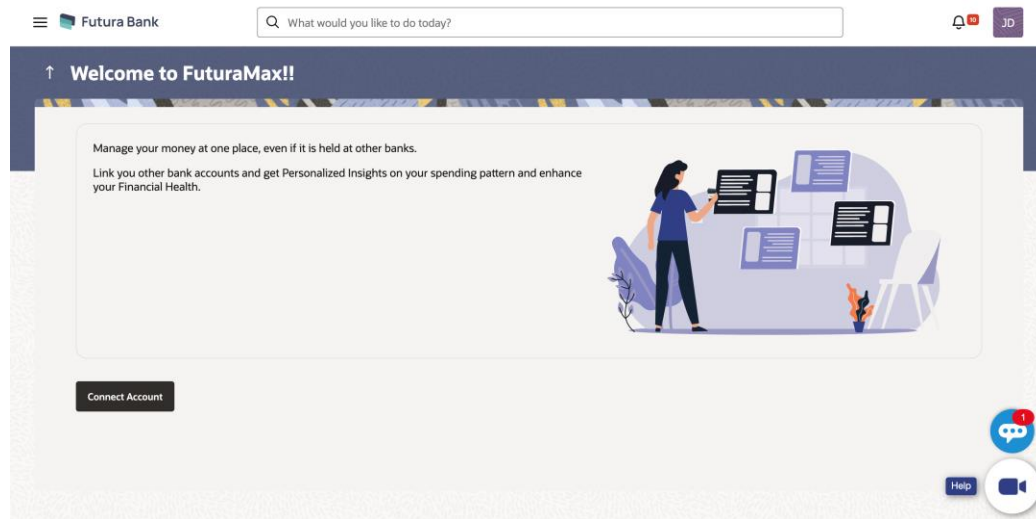 Futura Bank
What would you like to do today?
10
JD
Welcome to FuturaMax!!
Manage your money at one place, even if it is held at other banks.
Link you other bank accounts and get Personalized Insights on your spending pattern and enhance
your Financial Health.
Connect Account
1
Help